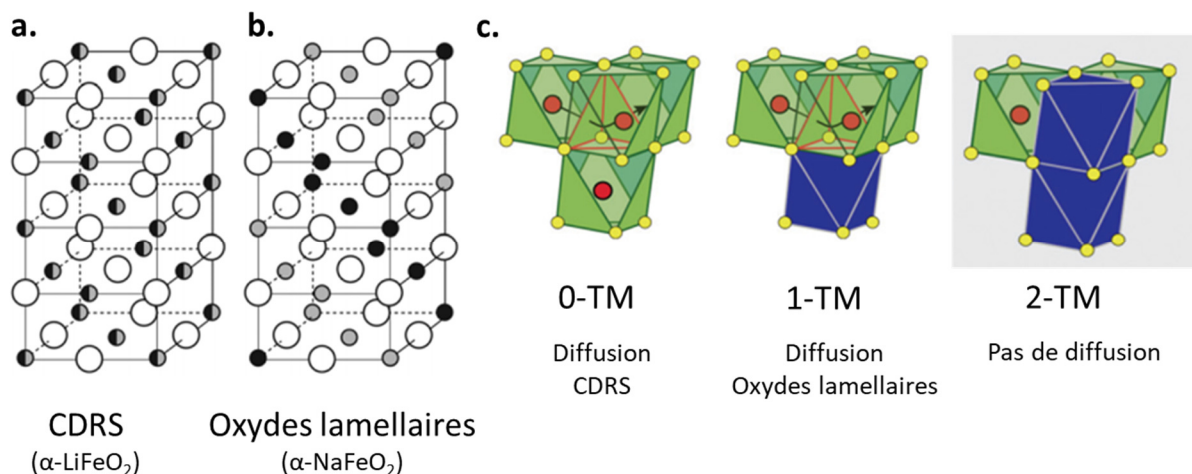 a.
b.
c.
CDRS
(α-LiFeO₂)
Oxydes lamellaires
(α-NaFeO₂)
0-TM
Diffusion
CDRS
1-TM
Diffusion
Oxydes lamellaires
2-TM
Pas de diffusion